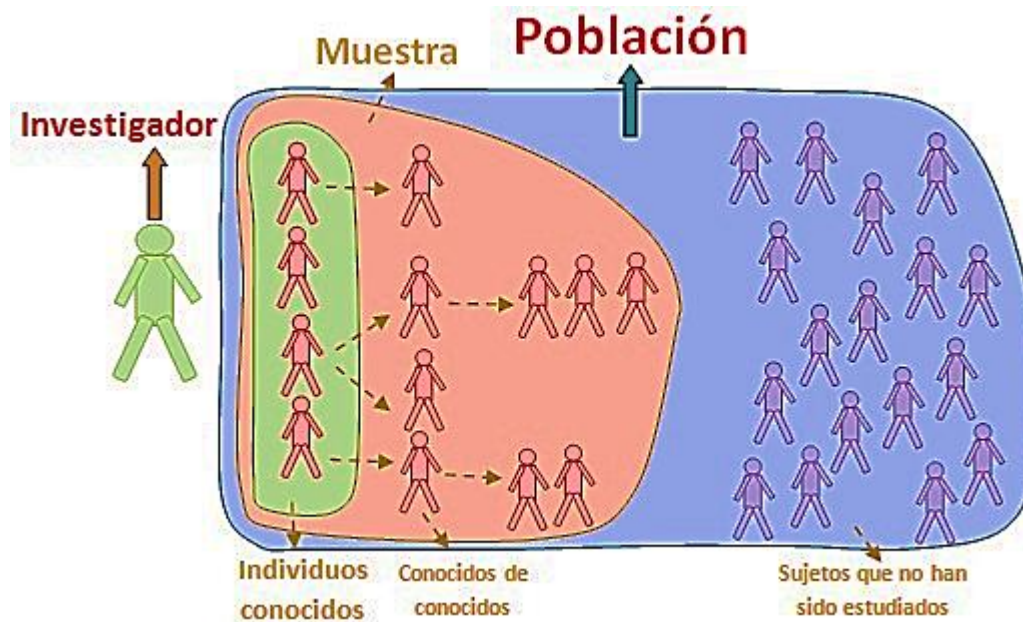 Población
Muestra
Investigador
Individuos
conocidos
Conocidos de
conocidos
Sujetos que no han
sido estudiados